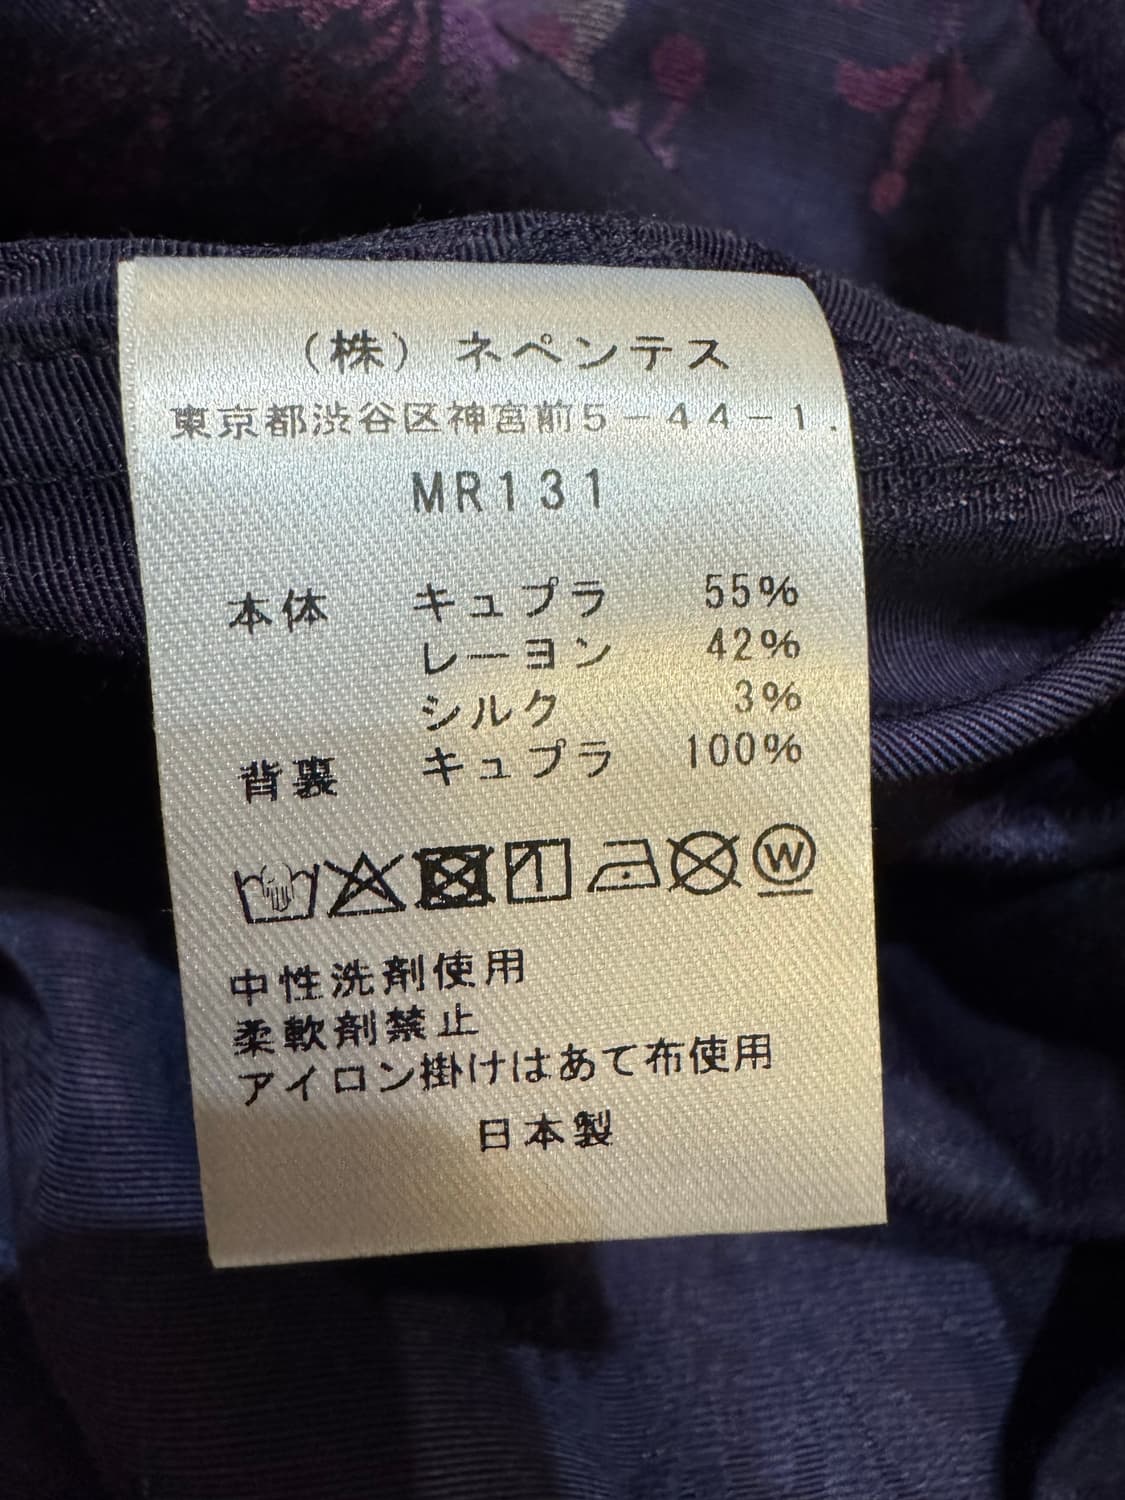 (株) ネペンテス
東京都渋谷区神宮前5-44-1.
MR131
本体 キュプラ 55%
レーヨン 42%
シルク 3%
背裏 キュプラ 100%
W
中性洗剤使用
柔軟剤禁止
アイロン掛けはあて布使用
日本製